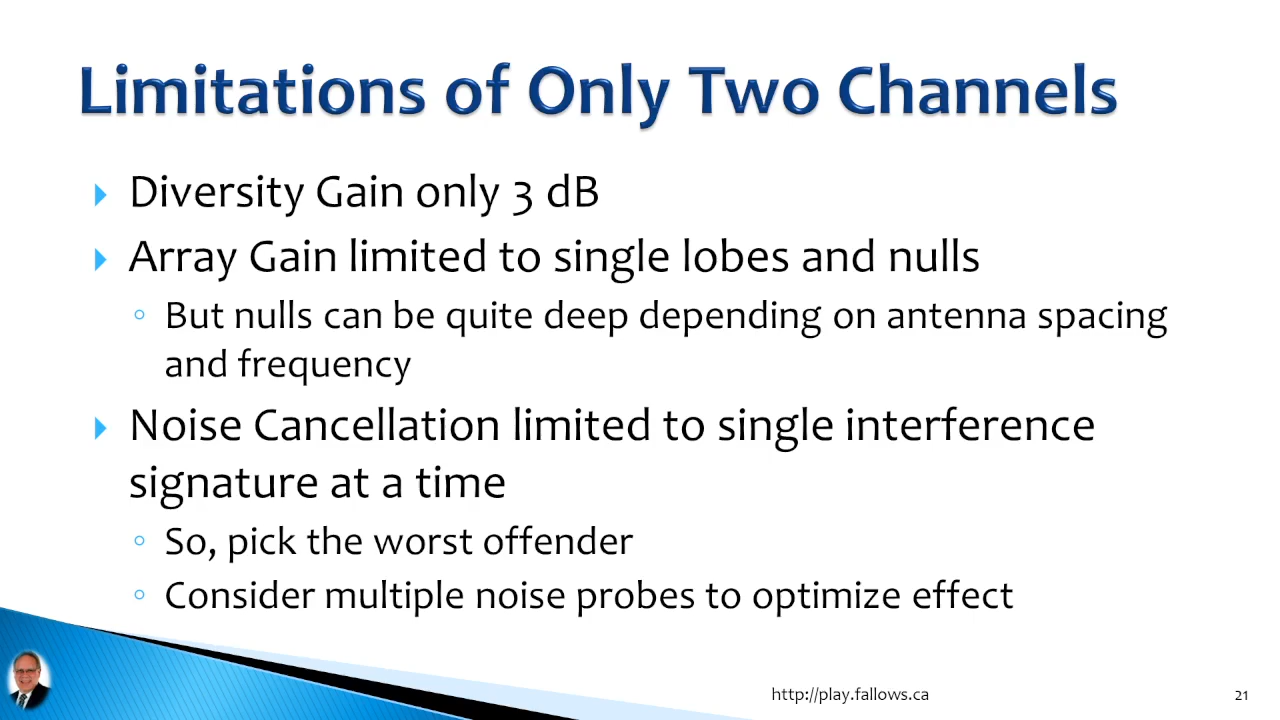 Limitations of Only Two Channels
Diversity Gain only 3 dB
Array Gain limited to single lobes and nulls
But nulls can be quite deep depending on antenna spacing
and frequency
Noise Cancellation limited to single interference
signature at a time
So, pick the worst offender
Consider multiple noise probes to optimize effect
http://play.fallows.ca
21